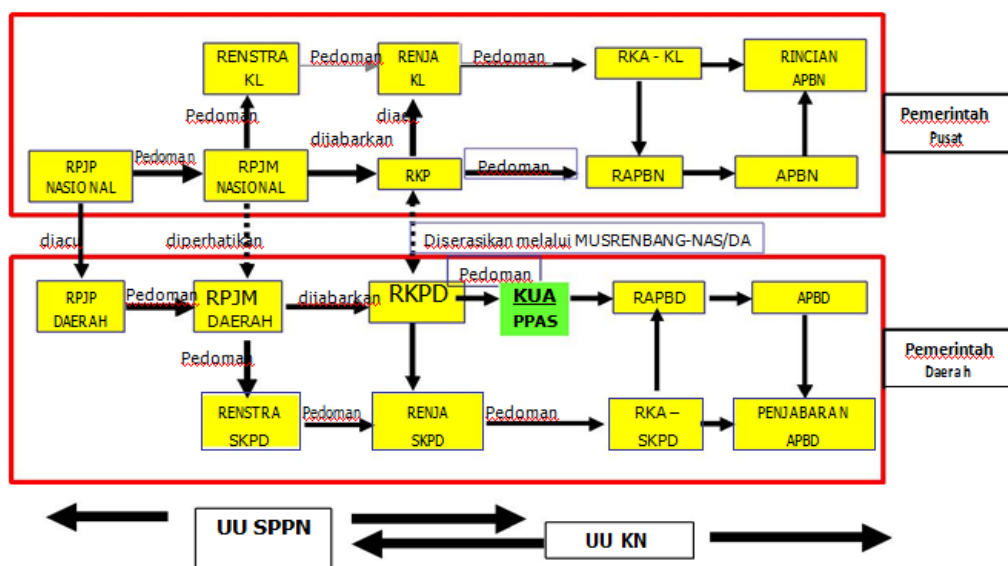 RENSTRA
KL
Pedoman
RENJA
KL
Pedoman
RKA - KL
RINCIAN
APBN
Pedoman
dijabarkan
diacu
Pemerintah
Pusat
RPJP
NASIONAL
Pedoman
RPJM
NASIONAL
RKP
Pedoman
RAPBN
APBN
diacu
diperhatikan
Diserasikan melalui MUSRENBANG-NAS/DA
Pedoman
RPJP
DAERAH
Pedoman
RPJM
DAERAH
dijabarkan
RKPD
KUA
PPAS
RAPBD
APBD
Pemerintah
Daerah
Pedoman
RENSTRA
SKPD
Pedoman
RENJA
SKPD
Pedoman
RKA –
SKPD
PENJABARAN
APBD
UU SPPN
UU KN